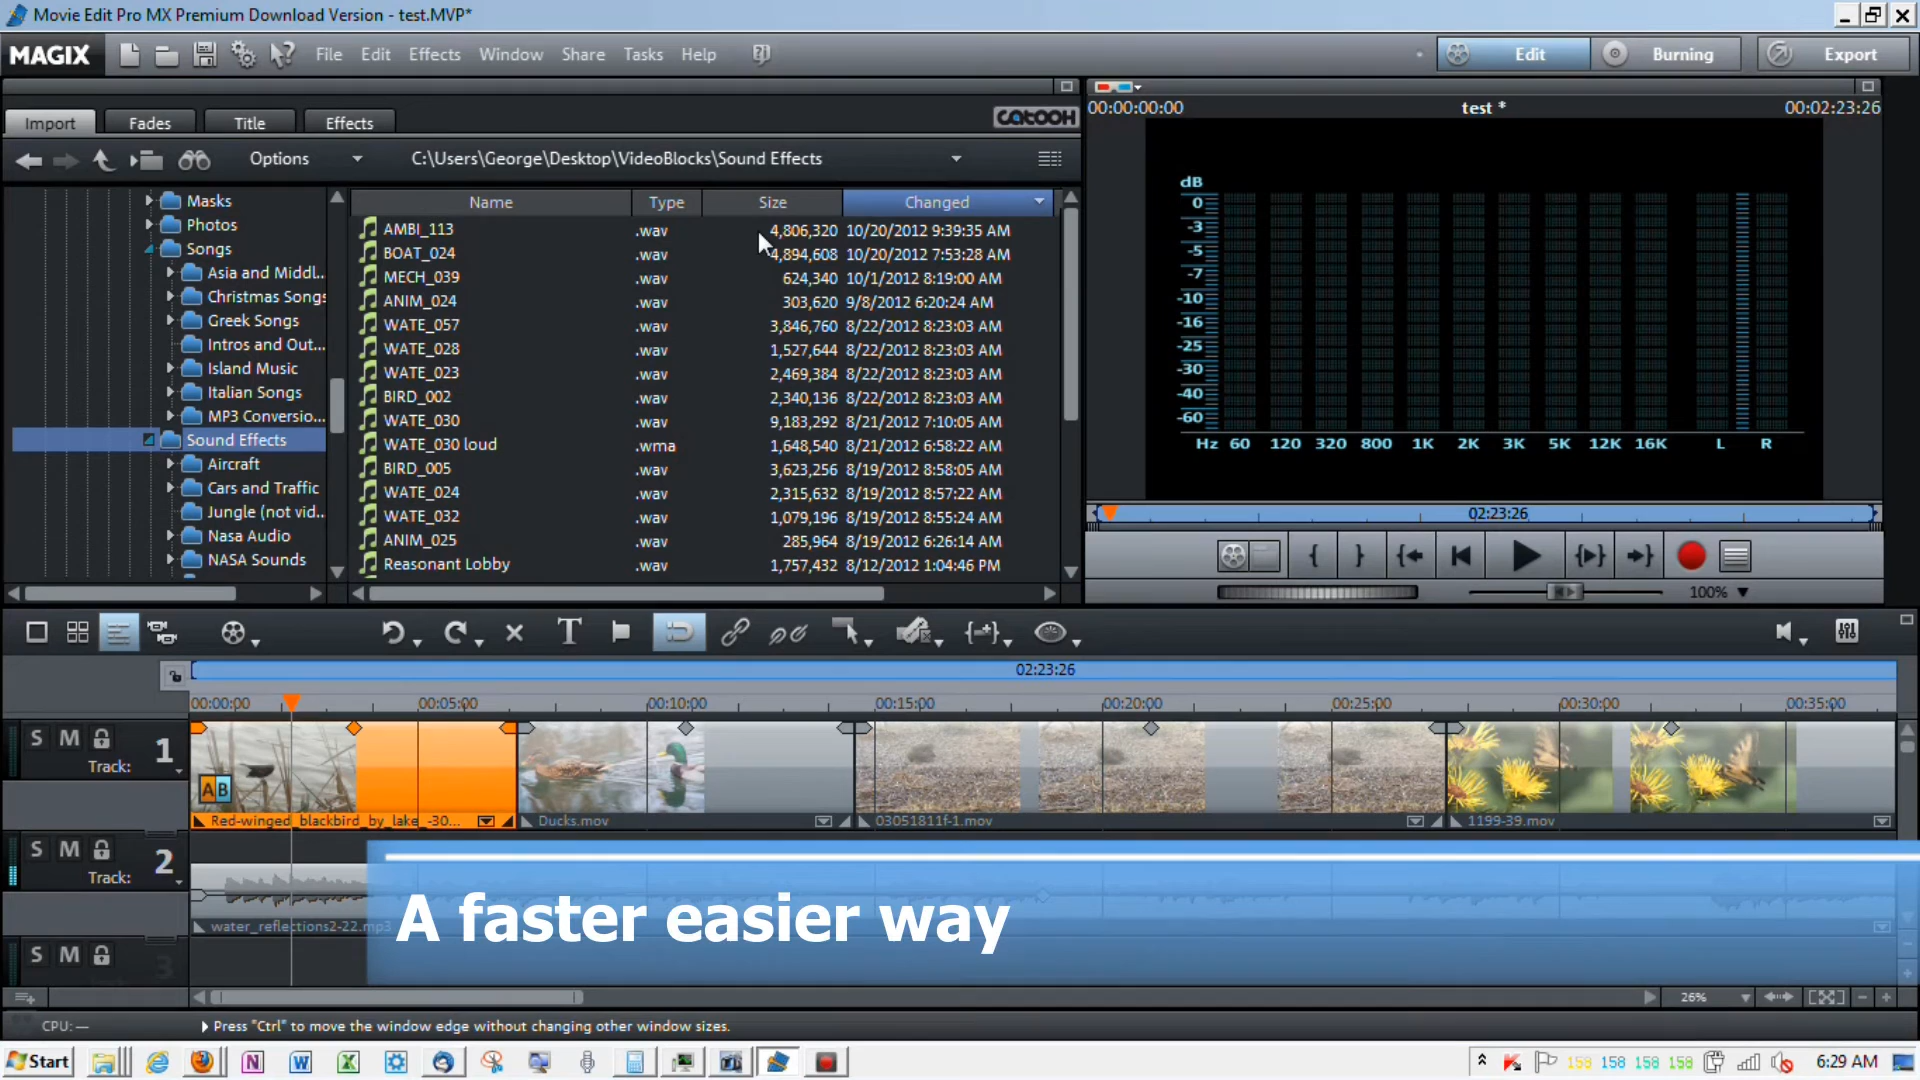 Movie Edit Pro MX Premium Download Version - test.MVP*
MAGIX File Edit Effects Window Share Tasks Help Edit Burning Export
Import Fades Title Effects catooh
00:00:00:00 test * 00:02:23:26
Options C:\Users\George\Desktop\VideoBlocks\Sound Effects
Masks
Photos
Songs
Asia and Middl...
Christmas Songs
Greek Songs
Intros and Out...
Island Music
Italian Songs
MP3 Conversio...
Sound Effects
Aircraft
Cars and Traffic
Jungle (not vid...
Nasa Audio
NASA Sounds
Name Type Size Changed
AMBI_113 .wav 4,806,320 10/20/2012 9:39:35 AM
BOAT_024 .wav 4,894,608 10/20/2012 7:53:28 AM
MECH_039 .wav 624,340 10/1/2012 8:19:00 AM
ANIM_024 .wav 303,620 9/8/2012 6:20:24 AM
WATE_057 .wav 3,846,760 8/22/2012 8:23:03 AM
WATE_028 .wav 1,527,644 8/22/2012 8:23:03 AM
WATE_023 .wav 2,469,384 8/22/2012 8:23:03 AM
BIRD_002 .wav 2,340,136 8/22/2012 8:23:03 AM
WATE_030 .wav 9,183,292 8/21/2012 7:10:05 AM
WATE_030 loud .wma 1,648,540 8/21/2012 6:58:22 AM
BIRD_005 .wav 3,623,256 8/19/2012 8:58:05 AM
WATE_024 .wav 2,315,632 8/19/2012 8:57:22 AM
WATE_032 .wav 1,079,196 8/19/2012 8:55:24 AM
ANIM_025 .wav 285,964 8/19/2012 6:26:14 AM
Reasonant Lobby .wav 1,757,432 8/12/2012 1:04:46 PM
dB
0
-3
-5
-7
-10
-16
-25
-30
-40
-60
Hz 60 120 320 800 1K 2K 3K 5K 12K 16K L R
02:23:26
100%
02:23:26
00:00:00 00:05:00 00:10:00 00:15:00 00:20:00 00:25:00 00:30:00 00:35:00
S M 1
Track:
AB
Red-winged_blackbird_by_lake_-30... Ducks.mov 03051811f-1.mov 1199-39.mov
S M 2
Track:
water_reflections2-22.mp3
A faster easier way
S M 3
26%
CPU: — Press "Ctrl" to move the window edge without changing other window sizes.
Start N W X 158 158 158 158 6:29 AM